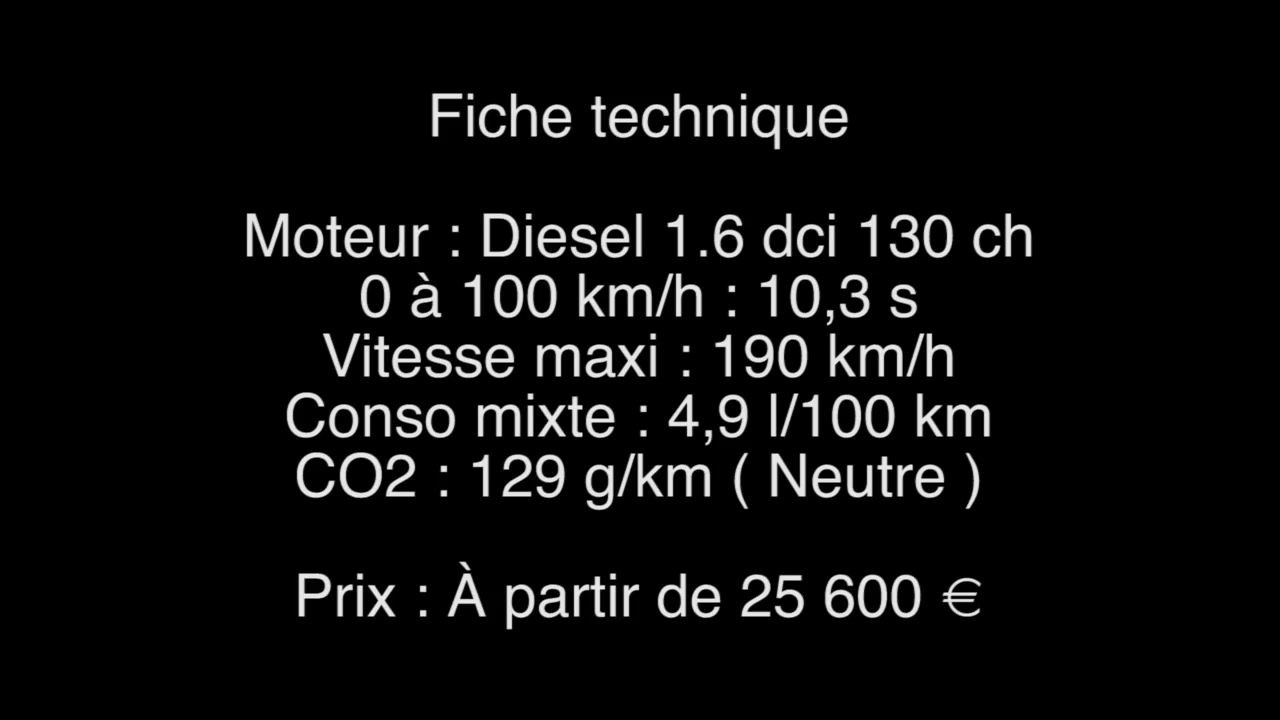 Fiche technique
Moteur : Diesel 1.6 dci 130 ch
0 à 100 km/h : 10,3 s
Vitesse maxi : 190 km/h
Conso mixte : 4,9 l/100 km
CO2 : 129 g/km ( Neutre )
Prix : À partir de 25 600 €